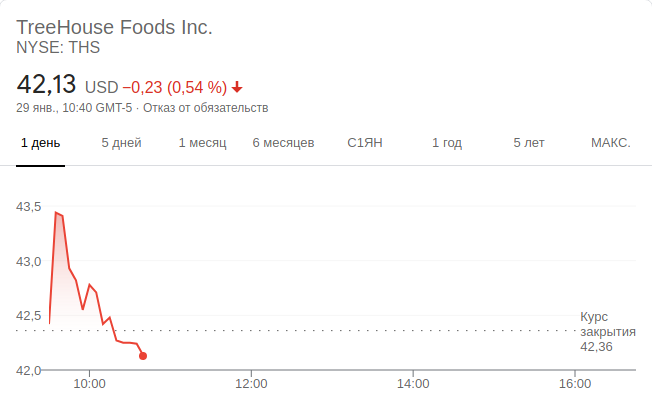 TreeHouse Foods Inc.
NYSE: THS
42,13 USD −0,23 (0,54 %)
29 янв., 10:40 GMT-5 · Отказ от обязательств
1 день 5 дней 1 месяц 6 месяцев С1ЯН 1 год 5 лет МАКС.
43,5
43,0
42,5
Курс
закрытия
42,36
42,0
10:00 12:00 14:00 16:00